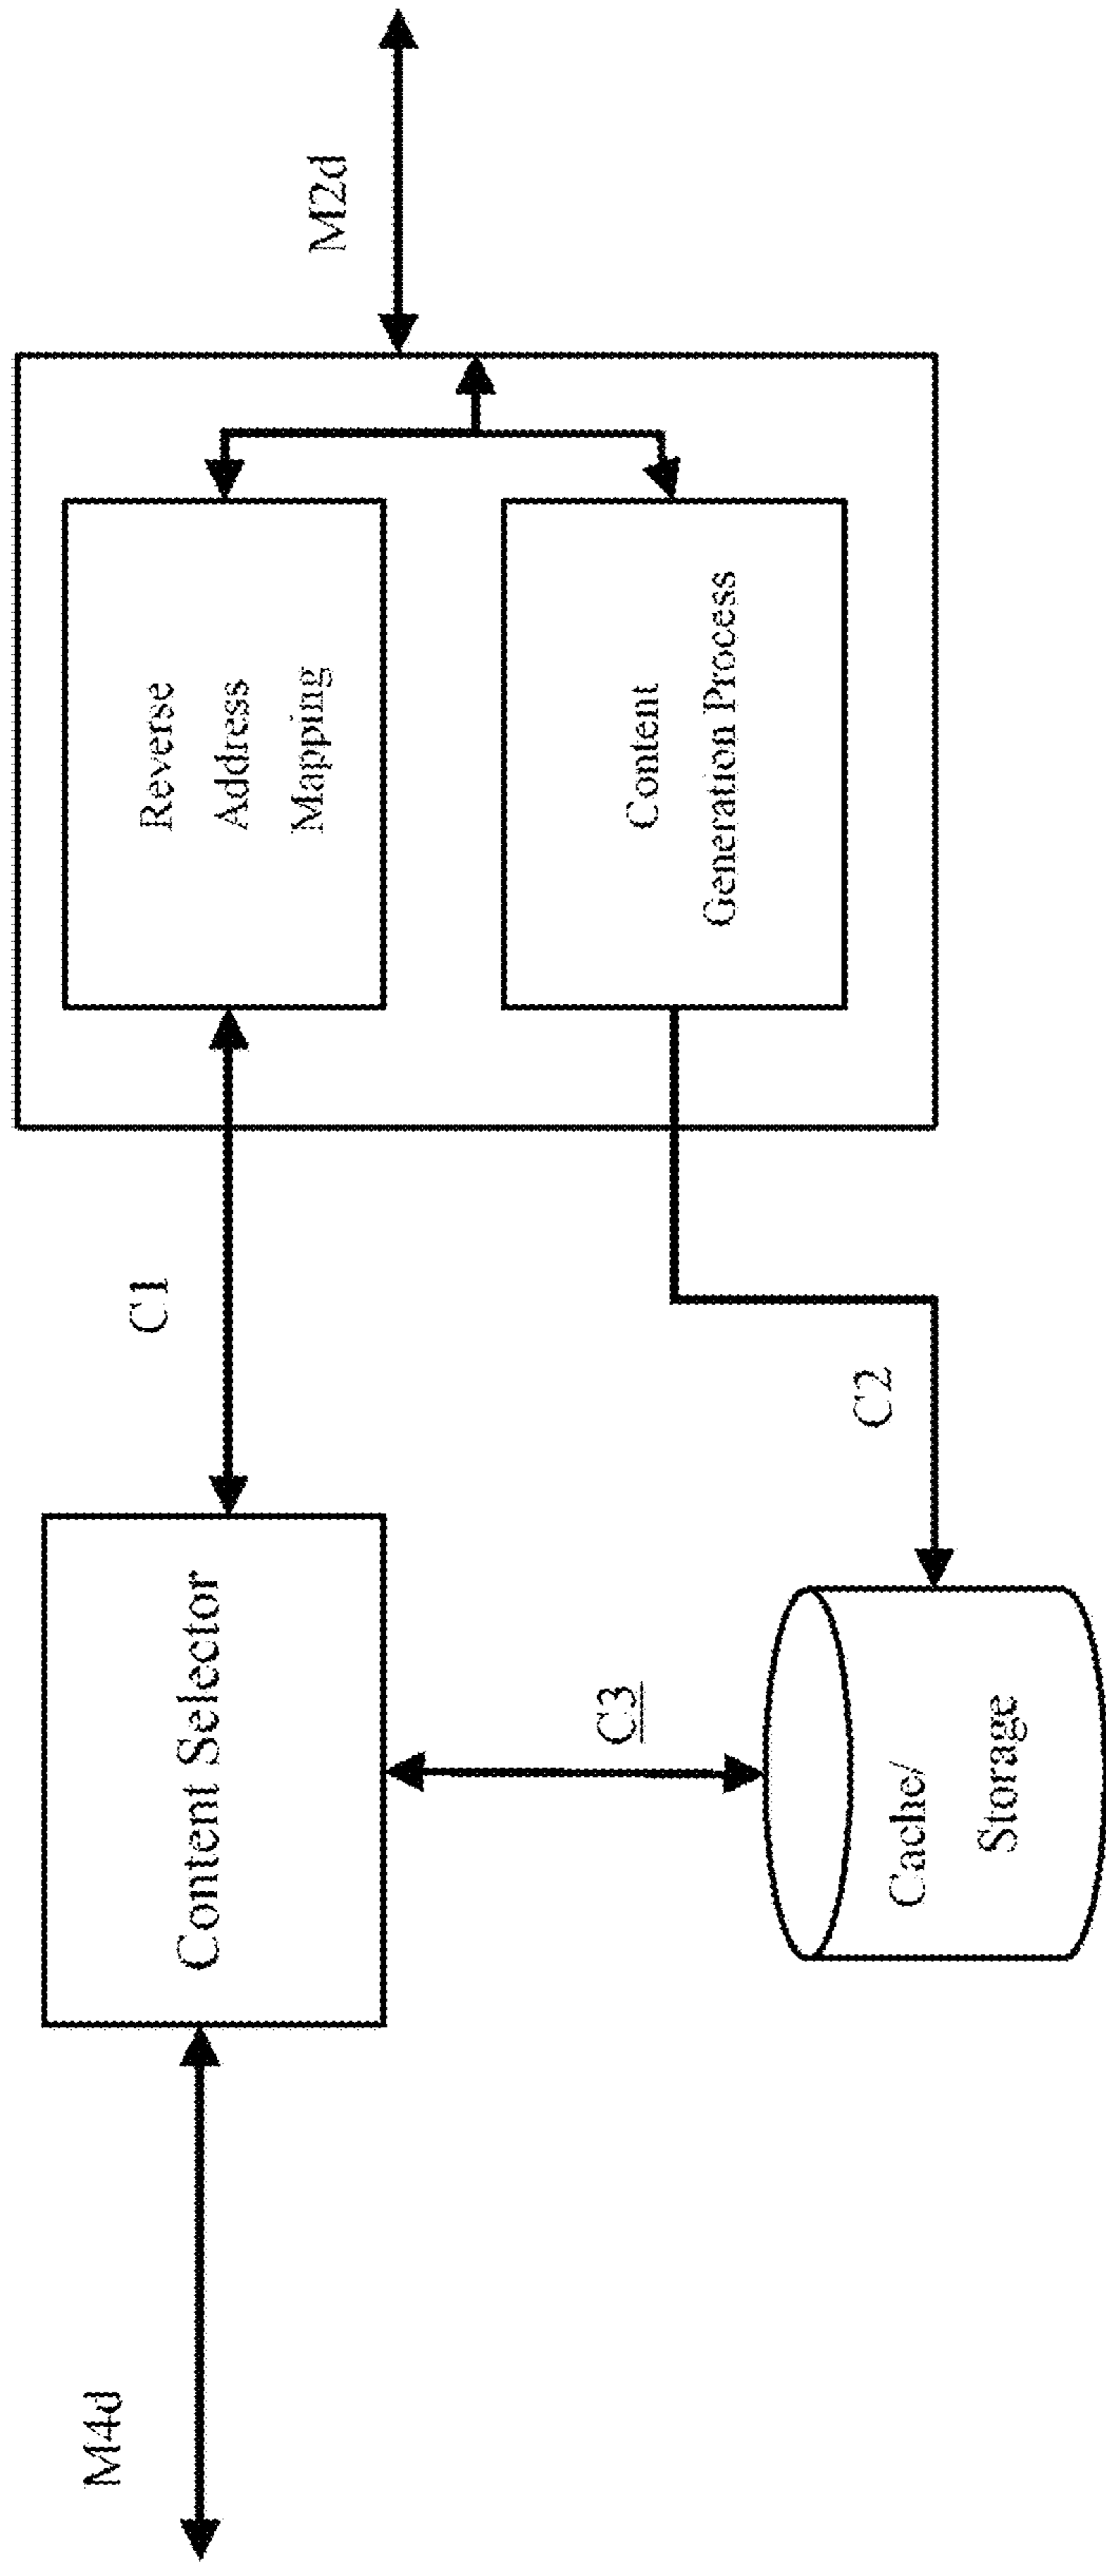 M4d
Content Selector
C1
Reverse
Address
Mapping
M2d
C3
Cache/
Storage
C2
Content
Generation Process